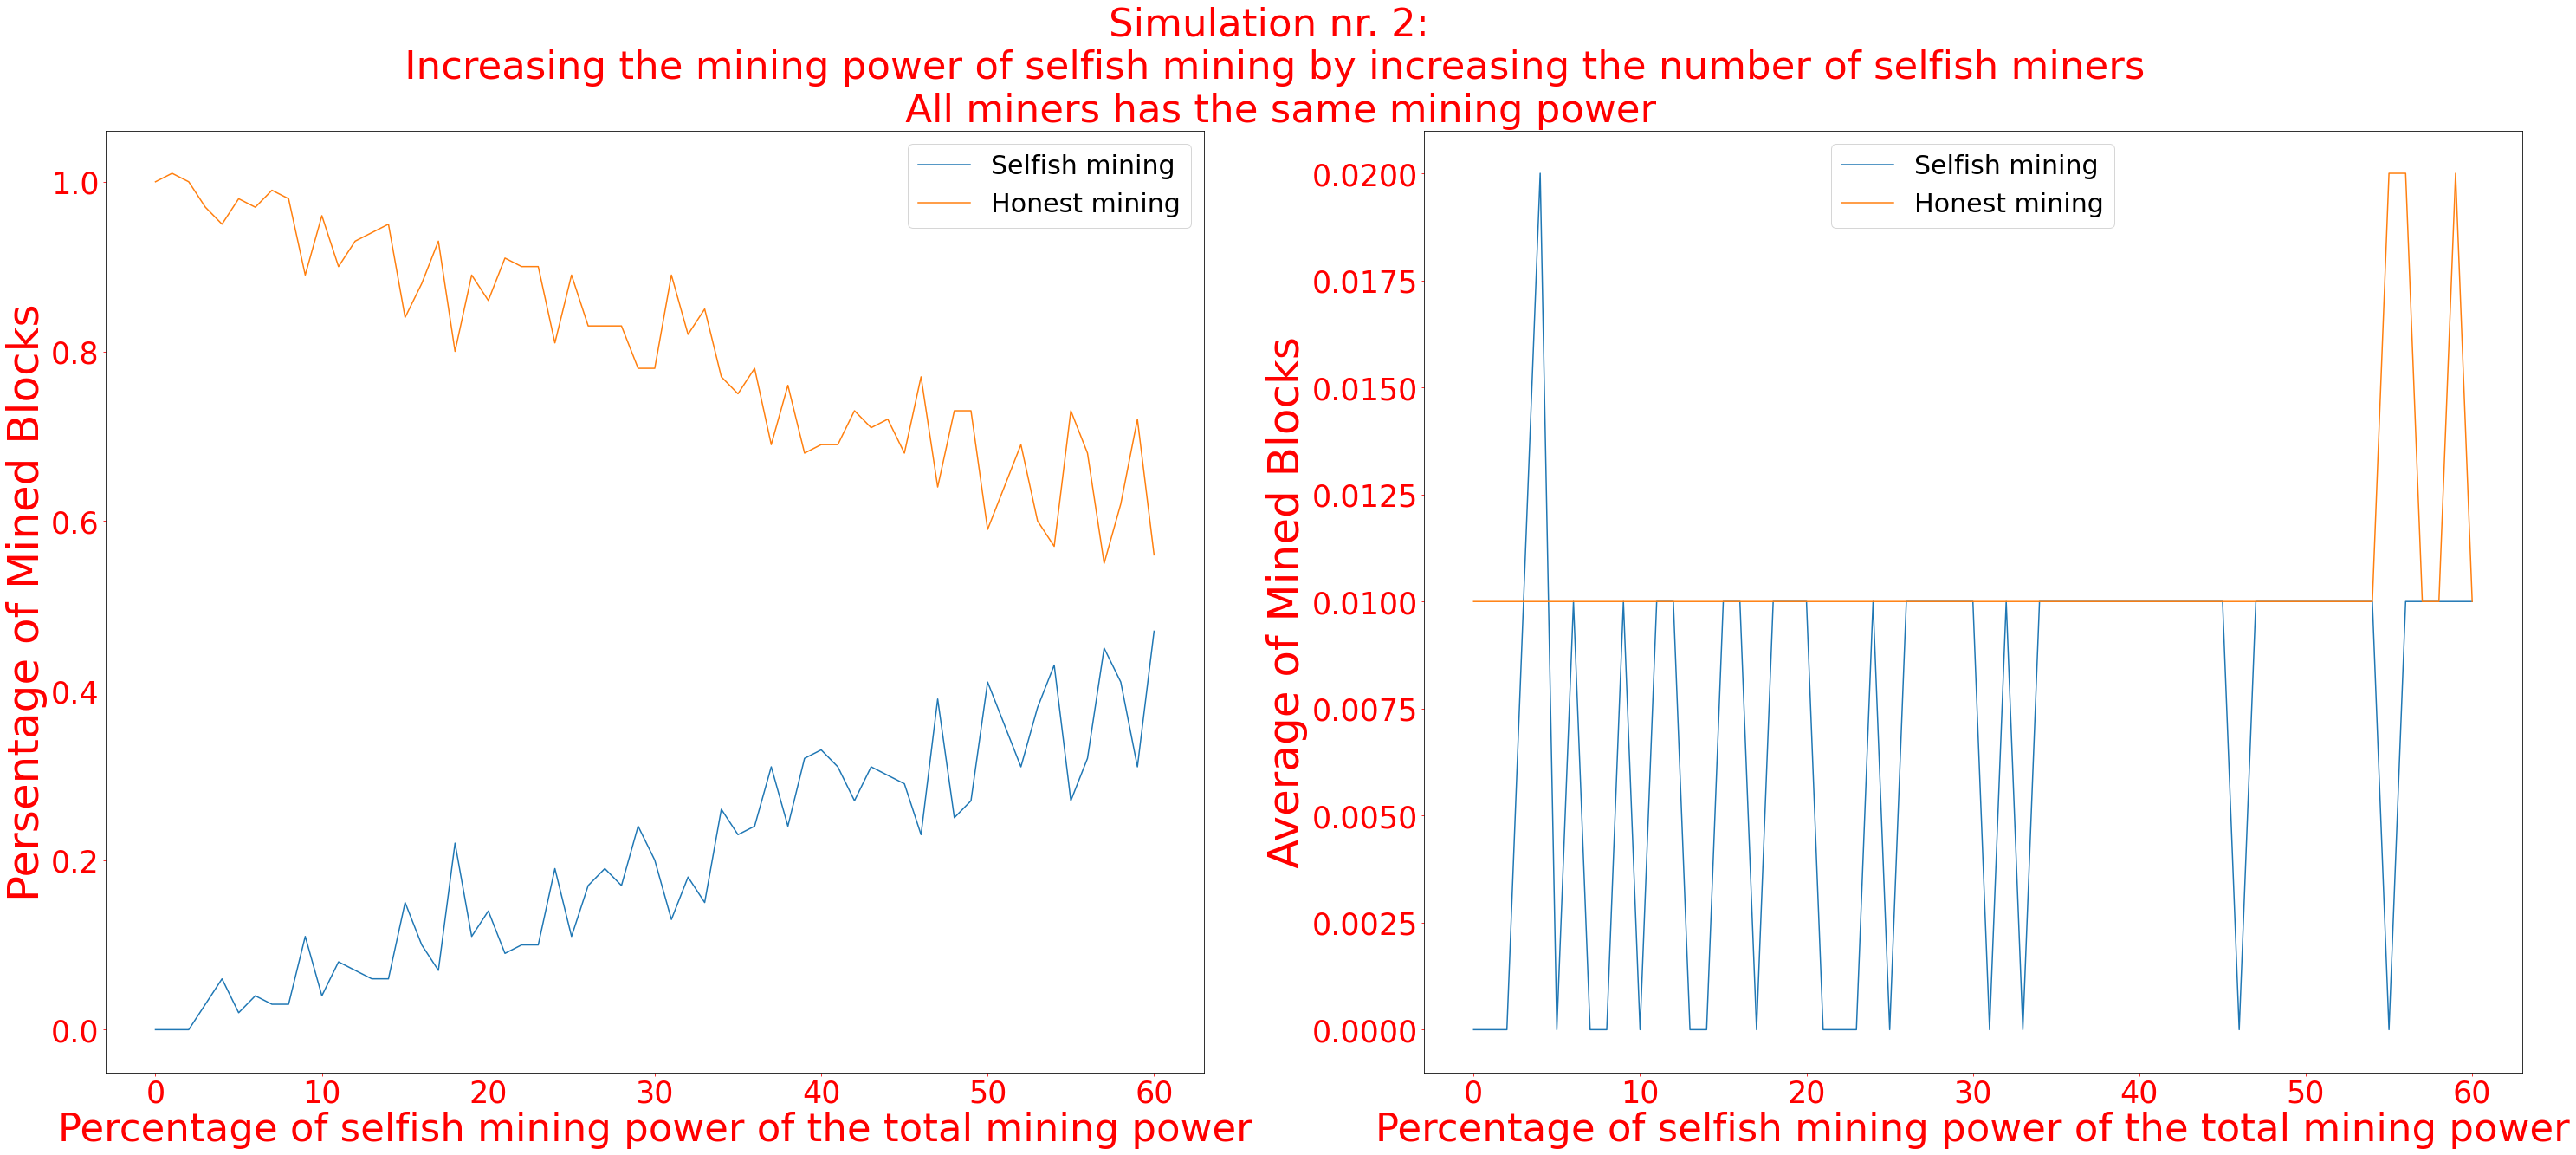 Simulation nr. 2:
Increasing the mining power of selfish mining by increasing the number of selfish miners
All miners has the same mining power
Persentage of Mined Blocks
1.0
0.8
0.6
0.4
0.2
0.0
Selfish mining
Honest mining
0 10 20 30 40 50 60
Percentage of selfish mining power of the total mining power
Average of Mined Blocks
0.0200
0.0175
0.0150
0.0125
0.0100
0.0075
0.0050
0.0025
0.0000
Selfish mining
Honest mining
0 10 20 30 40 50 60
Percentage of selfish mining power of the total mining power